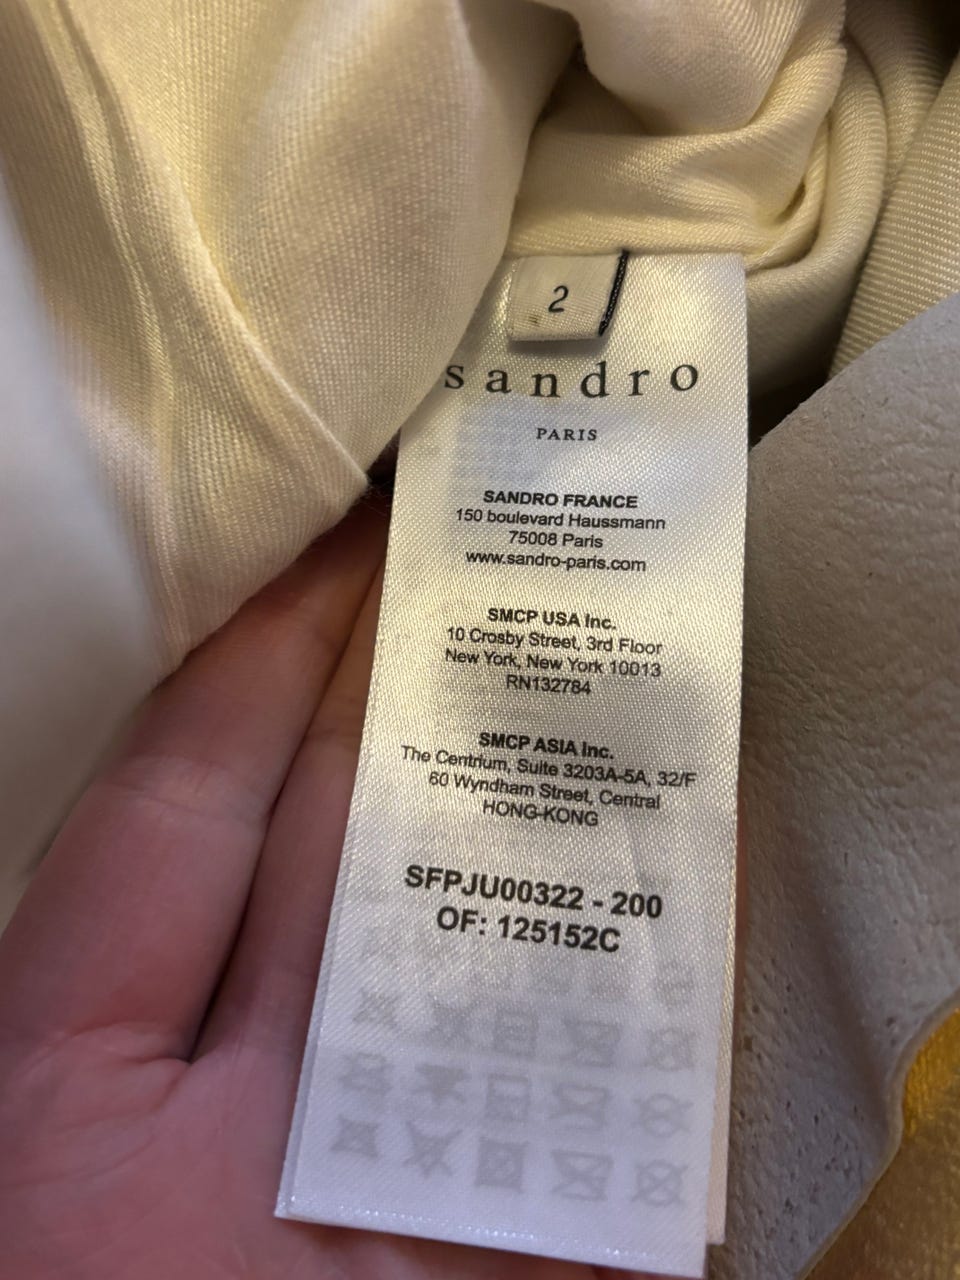 2
sandro
PARIS
SANDRO FRANCE
150 boulevard Haussmann
75008 Paris
www.sandro-paris.com
SMCP USA Inc.
10 Crosby Street, 3rd Floor
New York, New York 10013
RN132784
SMCP ASIA Inc.
The Centrium, Suite 3203A-5A, 32/F
60 Wyndham Street, Central
HONG-KONG
SFPJU00322 - 200
OF: 125152C